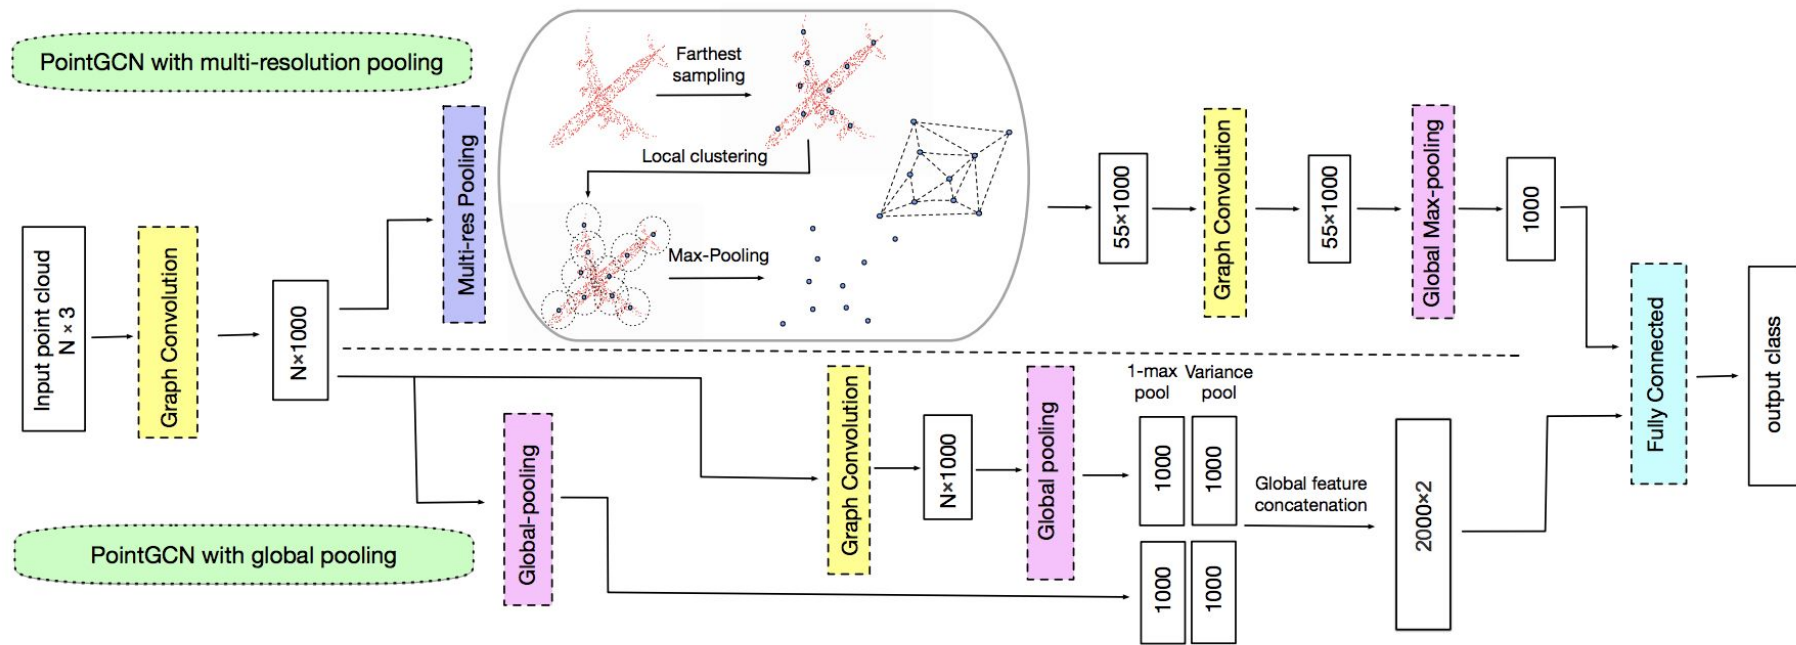 PointGCN with multi-resolution pooling
Input point cloud
N × 3
Graph Convolution
N×1000
Multi-res Pooling
Farthest
sampling
Local clustering
Max-Pooling
55×1000
Graph Convolution
55×1000
Global Max-pooling
1000
Fully Connected
output class
PointGCN with global pooling
Global-pooling
Graph Convolution
N×1000
Global pooling
1-max
pool
Variance
pool
1000
1000
1000
1000
Global feature
concatenation
2000×2